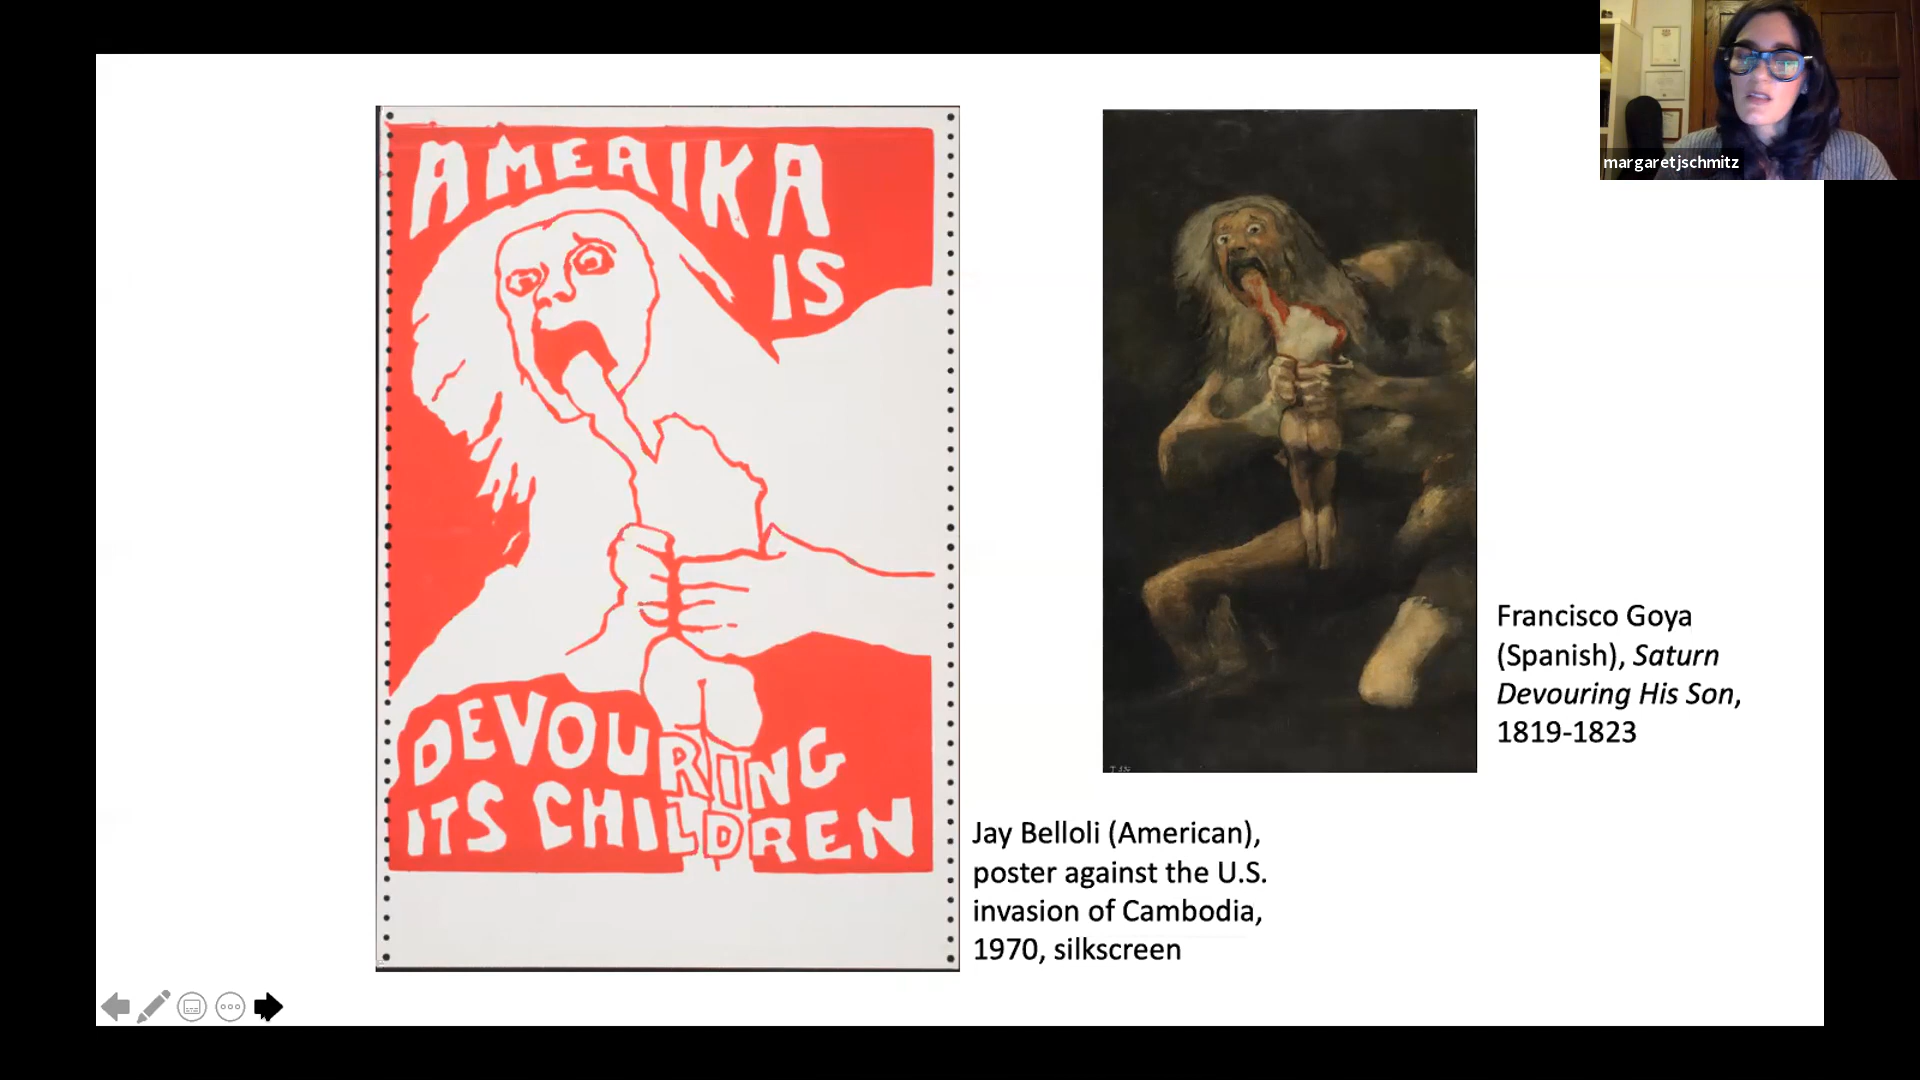 margaretjschmitz
AMERIKA
IS
DEVOURING
ITS CHILDREN
Francisco Goya
(Spanish), Saturn
Devouring His Son,
1819-1823
Jay Belloli (American),
poster against the U.S.
invasion of Cambodia,
1970, silkscreen